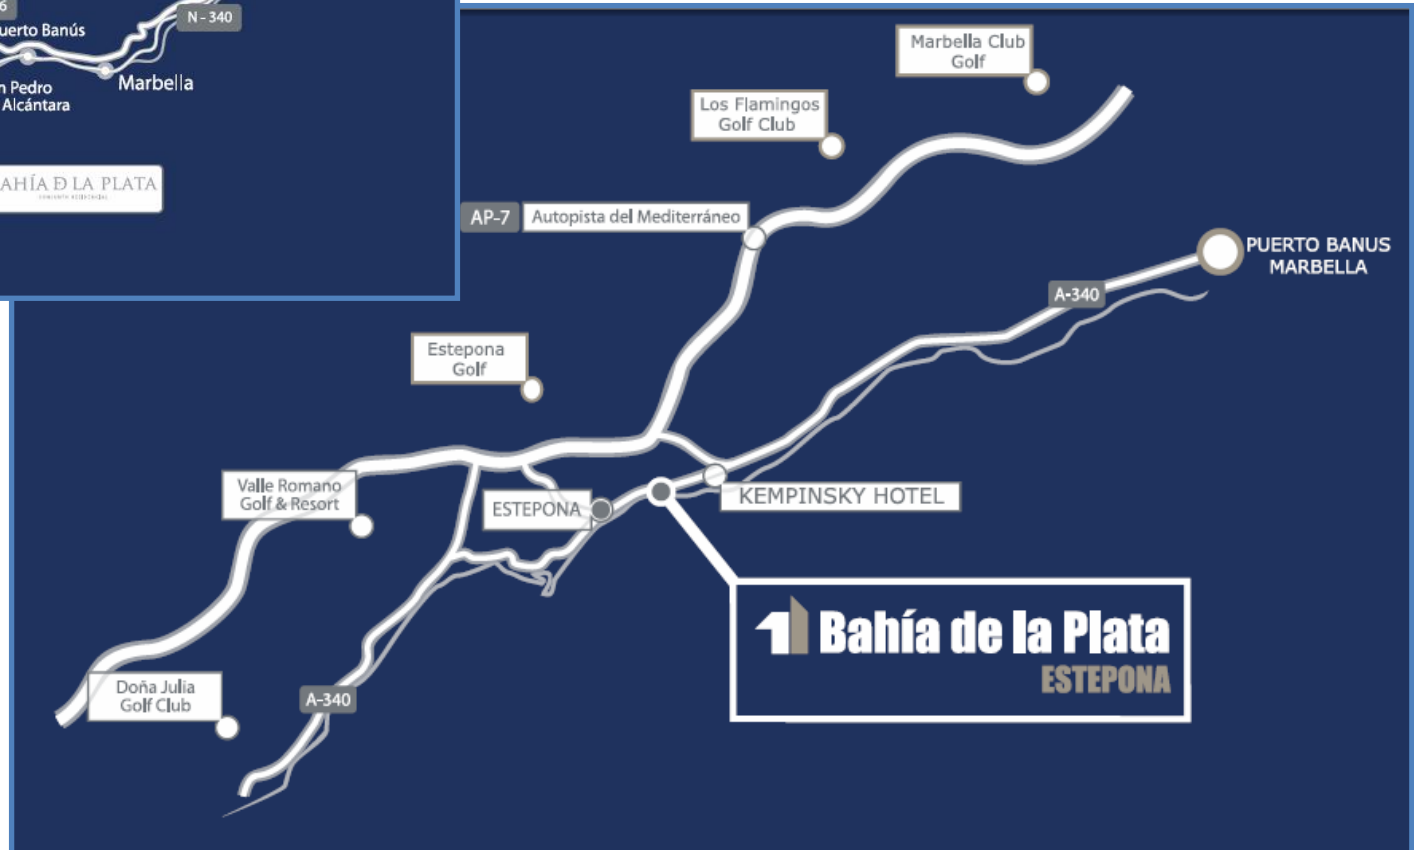 N - 340
Puerto Banús
Marbella
n Pedro
Alcántara
AHÍA D LA PLATA
Marbella Club
Golf
Los Flamingos
Golf Club
AP-7
Autopista del Mediterráneo
PUERTO BANUS
MARBELLA
A-340
Estepona
Golf
Valle Romano
Golf & Resort
ESTEPONA
KEMPINSKY HOTEL
Bahía de la Plata
ESTEPONA
Doña Julia
Golf Club
A-340